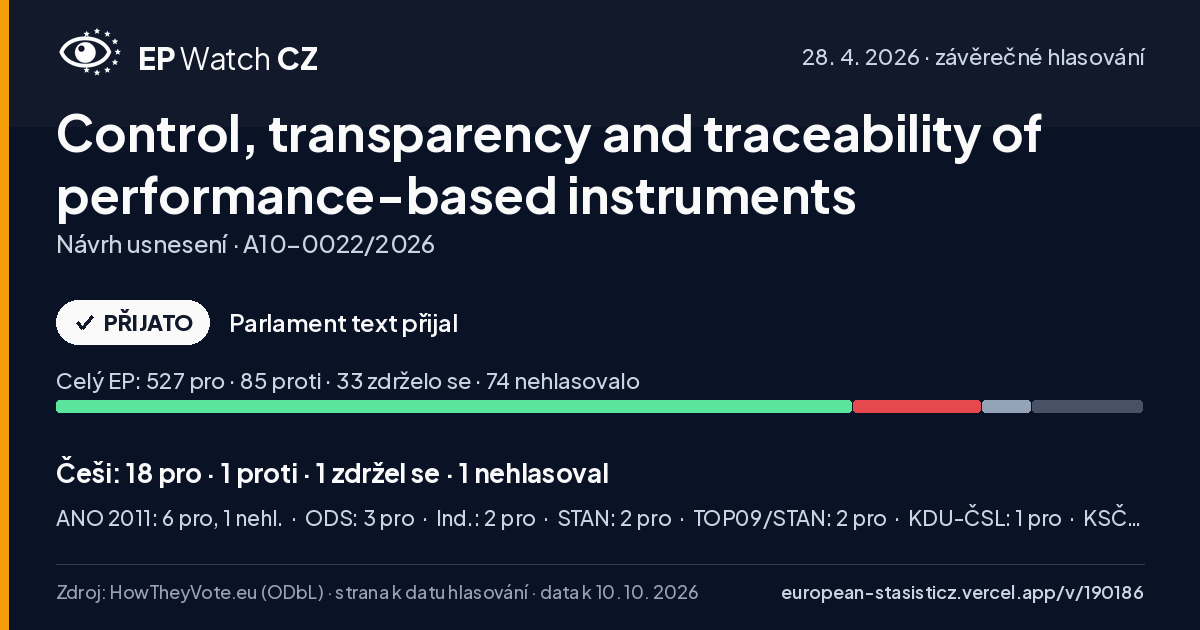 EP Watch CZ
28. 4. 2026 · závěrečné hlasování
Control, transparency and traceability of
performance-based instruments
Návrh usnesení · A10-0022/2026
✓ PŘIJATO
Parlament text přijal
Celý EP: 527 pro · 85 proti · 33 zdrželo se · 74 nehlasovalo
Češi: 18 pro · 1 proti · 1 zdržel se · 1 nehlasoval
ANO 2011: 6 pro, 1 nehl. · ODS: 3 pro · Ind.: 2 pro · STAN: 2 pro · TOP09/STAN: 2 pro · KDU-ČSL: 1 pro · KSČ…
Zdroj: HowTheyVote.eu (ODbL) · strana k datu hlasování · data k 10. 10. 2026
european-stasisticz.vercel.app/v/190186